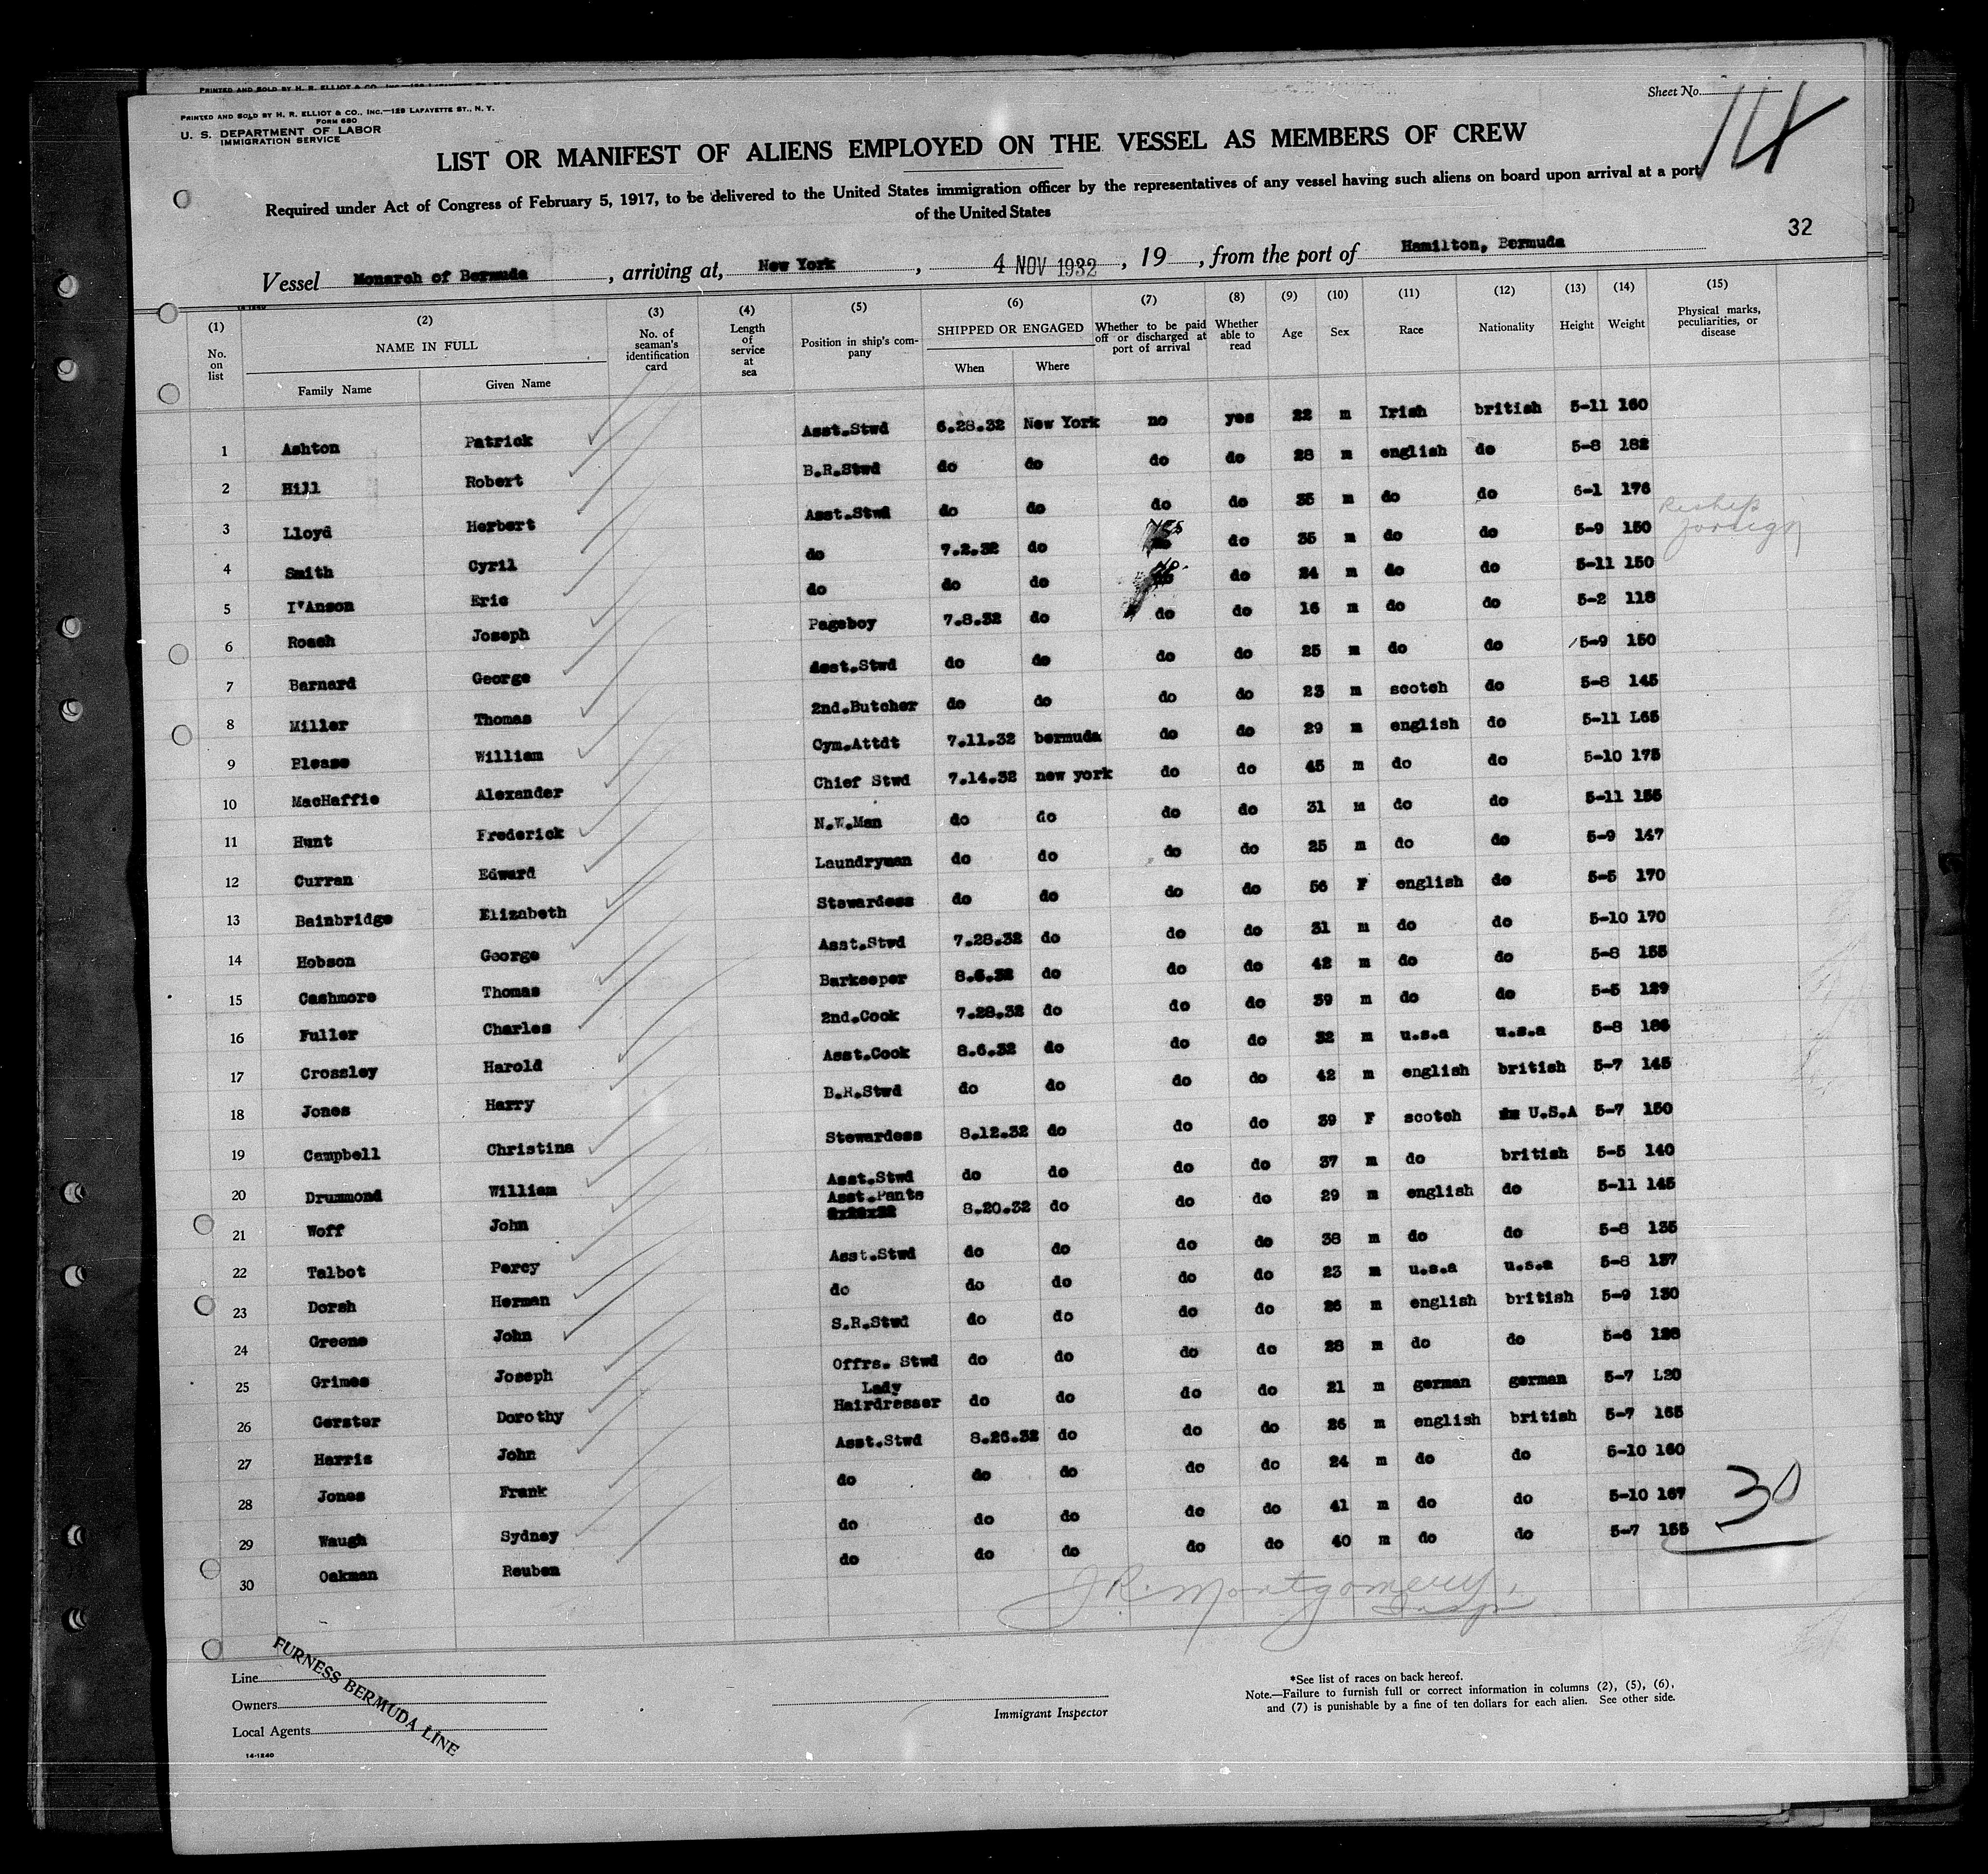 PRINTED AND SOLD BY H. R. ELLIOT & CO., INC.—129 LAFAYETTE ST., N. Y.
FORM 680
U. S. DEPARTMENT OF LABOR
IMMIGRATION SERVICE
Sheet No. 114
LIST OR MANIFEST OF ALIENS EMPLOYED ON THE VESSEL AS MEMBERS OF CREW
Required under Act of Congress of February 5, 1917, to be delivered to the United States immigration officer by the representatives of any vessel having such aliens on board upon arrival at a port
of the United States
32
Vessel Monarch of Bermuda, arriving at, New York, 4 NOV 1932, 19, from the port of Hamilton, Bermuda
14-1240
(1) No. on list (2) NAME IN FULL Family Name Given Name (3) No. of seaman's identification card (4) Length of service at sea (5) Position in ship's company (6) SHIPPED OR ENGAGED When Where (7) Whether to be paid off or discharged at port of arrival (8) Whether able to read (9) Age (10) Sex (11) Race (12) Nationality (13) Height (14) Weight (15) Physical marks, peculiarities, or disease
1 Ashton Patrick Asst.Stwd 6.28.32 New York no yes 22 m Irish british 5-11 160
2 Hill Robert B.R.Stwd do do do do 28 m english do 5-8 182
3 Lloyd Herbert Asst.Stwd do do do do 35 m do do 6-1 176
4 Smith Cyril do 7.2.32 do yes do 35 m do do 5-9 150 Reship foreign
5 I'Anson Eric do do do no do 24 m do do 5-11 150
6 Roach Joseph Pageboy 7.8.32 do do do 16 m do do 5-2 118
7 Barnard George Asst.Stwd do do do do 25 m do do 5-9 150
8 Miller Thomas 2nd.Butcher do do do do 23 m scotch do 5-8 145
9 Please William Gym.Attdt 7.11.32 bermuda do do 29 m english do 5-11 L65
10 MacHaffie Alexander Chief Stwd 7.14.32 new york do do 45 m do do 5-10 175
11 Hunt Frederick N.W.Man do do do do 31 m do do 5-11 155
12 Curran Edward Laundryman do do do do 25 m do do 5-9 147
13 Bainbridge Elizabeth Stewardess do do do do 56 F english do 5-5 170
14 Hobson George Asst.Stwd 7.28.32 do do do 31 m do do 5-10 170
15 Cashmore Thomas Barkeeper 8.6.32 do do do 42 m do do 5-8 155
16 Fuller Charles 2nd.Cook 7.28.32 do do do 39 m do do 5-5 129
17 Crossley Harold Asst.Cook 8.6.32 do do do 32 m u.s.a u.s.a 5-8 186
18 Jones Harry B.R.Stwd do do do do 42 m english british 5-7 145
19 Campbell Christina Stewardess 8.12.32 do do do 39 F scotch U.S.A 5-7 150
20 Drummond William Asst.Stwd do do do do 37 m do british 5-5 140
21 Woff John Asst.Pants 8.20.32 do do do 29 m english do 5-11 145
22 Talbot Percy Asst.Stwd do do do do 38 m do do 5-8 135
23 Dorsh Herman do do do do do 23 m u.s.a u.s.a 5-8 137
24 Greene John S.R.Stwd do do do do 26 m english british 5-9 130
25 Grimes Joseph Offrs. Stwd do do do do 28 m do do 5-6 128
26 Gerster Dorothy Lady Hairdresser do do do do 21 m german german 5-7 L20
27 Harris John Asst.Stwd 8.26.32 do do do 26 m english british 5-7 165
28 Jones Frank do do do do do 24 m do do 5-10 160
29 Waugh Sydney do do do do do 41 m do do 5-10 167
30 Oakman Reuben do do do do do 40 m do do 5-7 155
30
J R. Montgomery, Insp
Line
Owners
Local Agents
FURNESS BERMUDA LINE
14-1240
Immigrant Inspector
*See list of races on back hereof.
Note.—Failure to furnish full or correct information in columns (2), (5), (6),
and (7) is punishable by a fine of ten dollars for each alien. See other side.